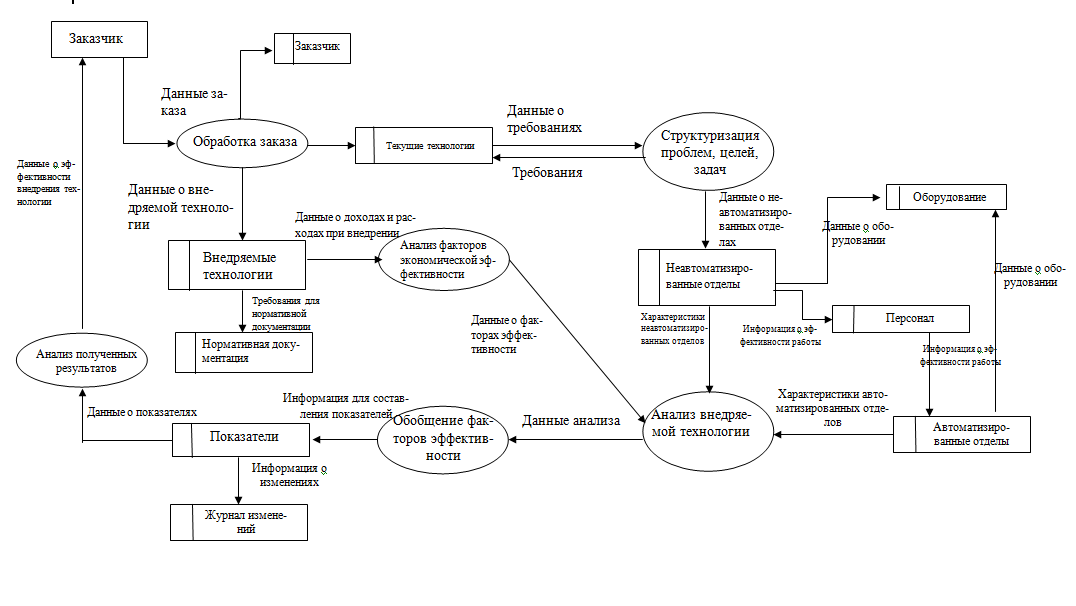 Заказчик
Заказчик
Данные за-
каза
Обработка заказа
Текущие технологии
Данные о
требованиях
Требования
Структуризация
проблем, целей,
задач
Данные о эф-
фективности
внедрения тех-
нологии
Данные о вне-
дряемой техноло-
гии
Данные о доходах и рас-
ходах при внедрении
Анализ факторов
экономической эф-
фективности
Внедряемые
технологии
Данные о не-
автоматизиро-
ванных отде-
лах
Оборудование
Данные о обо-
рудовании
Данные о обо-
рудовании
Неавтоматизиро-
ванные отделы
Требования для
нормативной
документации
Нормативная доку-
ментация
Данные о фак-
торах эффек-
тивности
Характеристики
неавтоматизиро-
ванных отделов
Информация о эф-
фективности работы
Персонал
Информация о эф-
фективности работы
Анализ полученных
результатов
Данные о показателях
Информация для состав-
ления показателей
Обобщение фак-
торов эффектив-
ности
Данные анализа
Анализ внедряе-
мой технологии
Характеристики авто-
матизированных отде-
лов
Автоматизиро-
ванные отделы
Показатели
Информация о
изменениях
Журнал измене-
ний